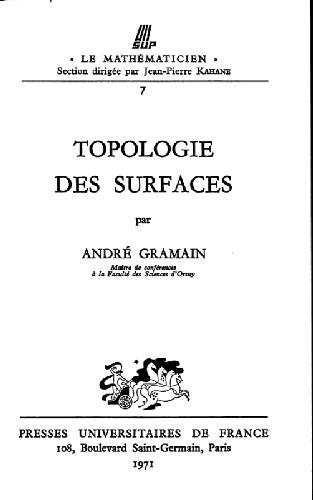 SUP
« LE MATHÉMATICIEN »
Section dirigée par Jean-Pierre KAHANE
7
TOPOLOGIE
DES SURFACES
par
ANDRÉ GRAMAIN
Maître de conférences
à la Faculté des Sciences d'Orsay
PRESSES UNIVERSITAIRES DE FRANCE
108, Boulevard Saint-Germain, Paris
1971